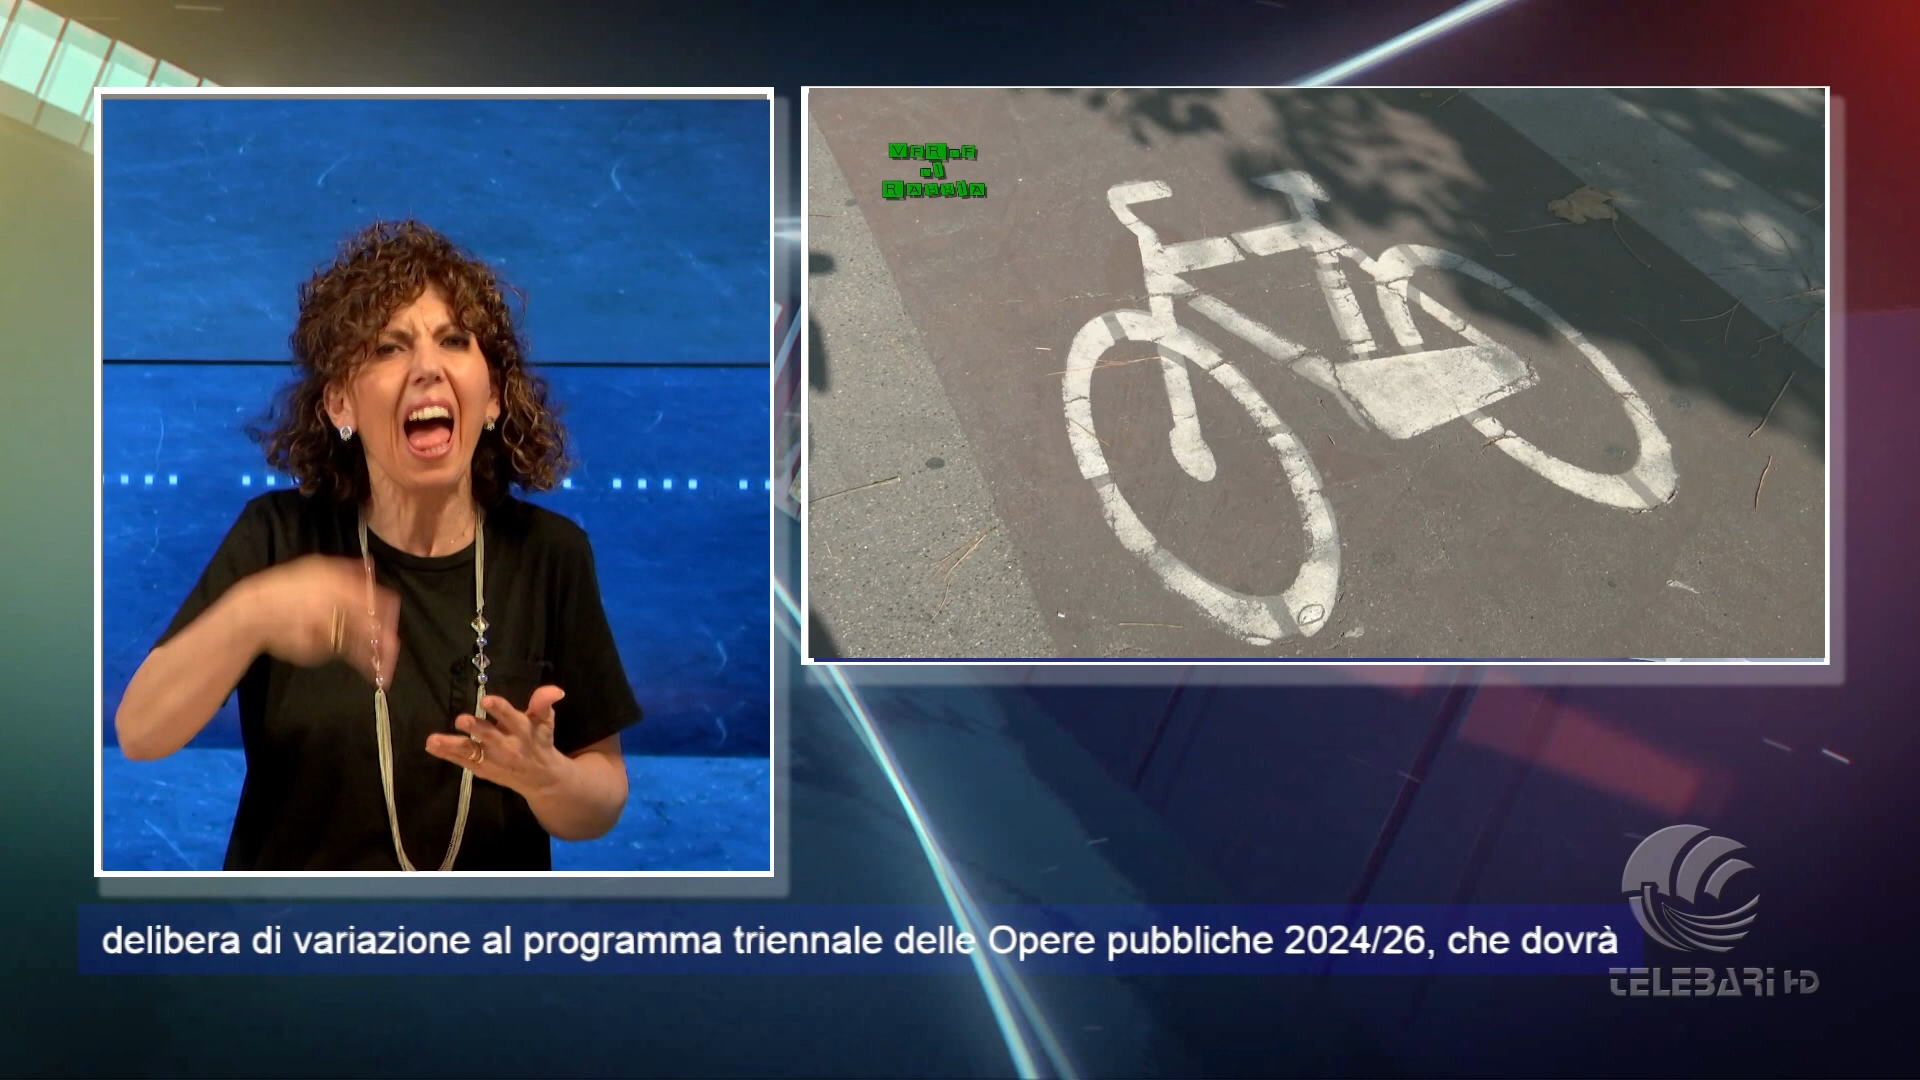 delibera di variazione al programma triennale delle Opere pubbliche 2024/26, che dovrà
TELEBARi HD